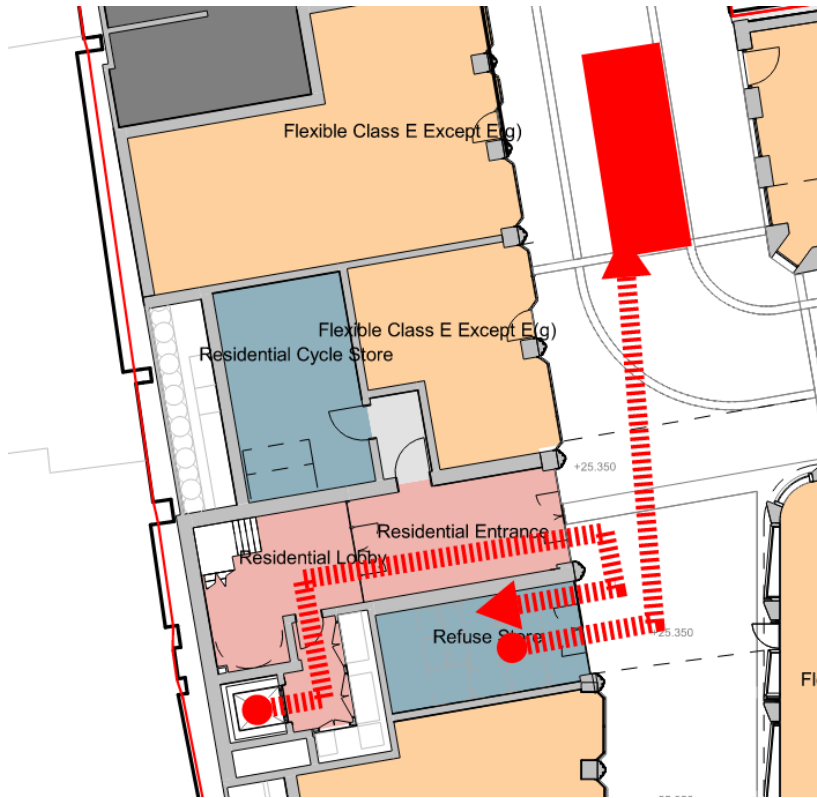 Flexible Class E Except E(g)
Flexible Class E Except E(g)
Residential Cycle Store
+25.350
Residential Entrance
Residential Lobby
Refuse Store
+25.350
Fl